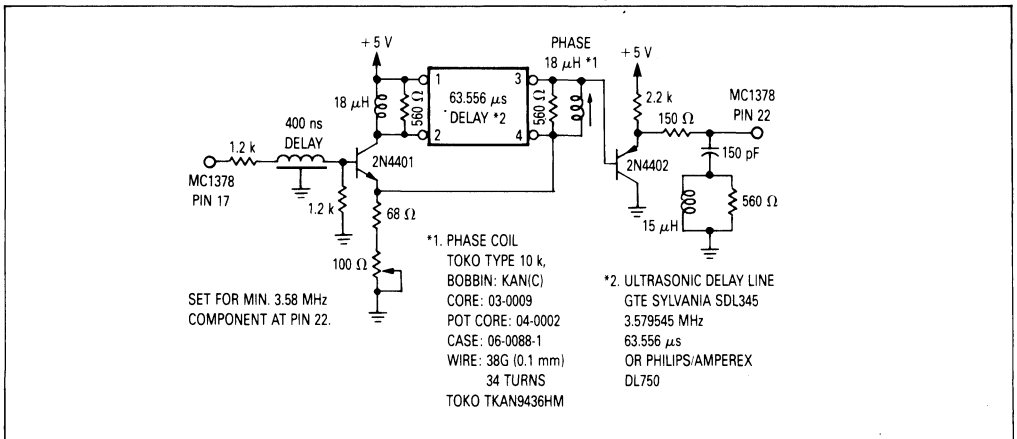 + 5 V
PHASE
18 μH *1
+ 5 V
1
3
18 μH
560 Ω
63.556 μs
DELAY *2
560 Ω
2
4
2.2 k
150 Ω
MC1378
PIN 22
150 pF
400 ns
DELAY
1.2 k
2N4401
2N4402
MC1378
PIN 17
1.2 k
68 Ω
15 μH
560 Ω
100 Ω
SET FOR MIN. 3.58 MHz
COMPONENT AT PIN 22.
*1. PHASE COIL
TOKO TYPE 10 k,
BOBBIN: KAN(C)
CORE: 03-0009
POT CORE: 04-0002
CASE: 06-0088-1
WIRE: 38G (0.1 mm)
34 TURNS
TOKO TKAN9436HM
*2. ULTRASONIC DELAY LINE
GTE SYLVANIA SDL345
3.579545 MHz
63.556 μs
OR PHILIPS/AMPEREX
DL750